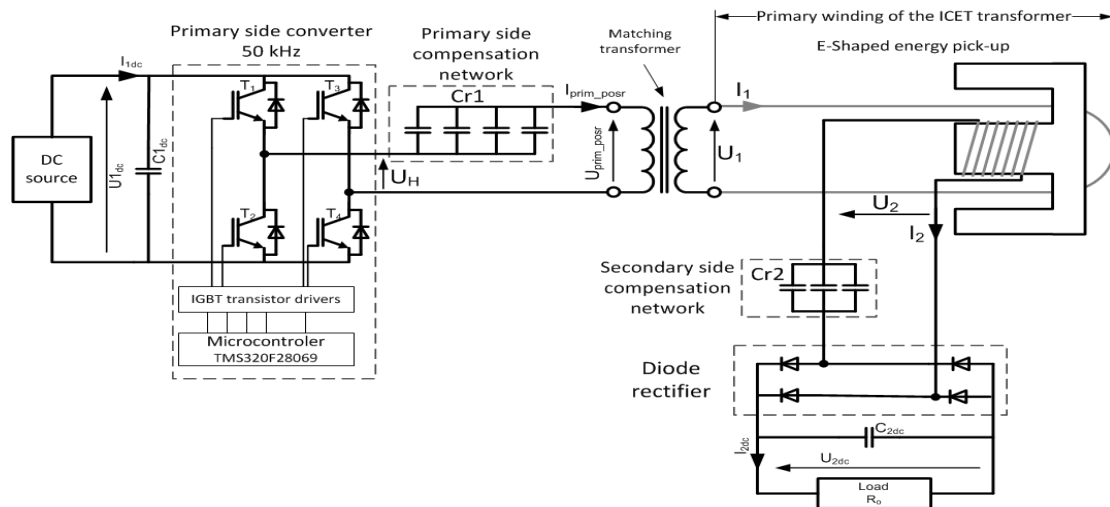 Primary winding of the ICET transformer
Primary side converter
50 kHz
Primary side
compensation
network
Matching
transformer
E-Shaped energy pick-up
I1dc
T1
T3
Cr1
Iprim_posr
I1
DC
source
U1dc
C1dc
UH
Uprim_posr
U1
T2
T4
U2
I2
IGBT transistor drivers
Microcontroler
TMS320F28069
Secondary side
compensation
network
Cr2
Diode
rectifier
C2dc
I2dc
U2dc
Load
Ro